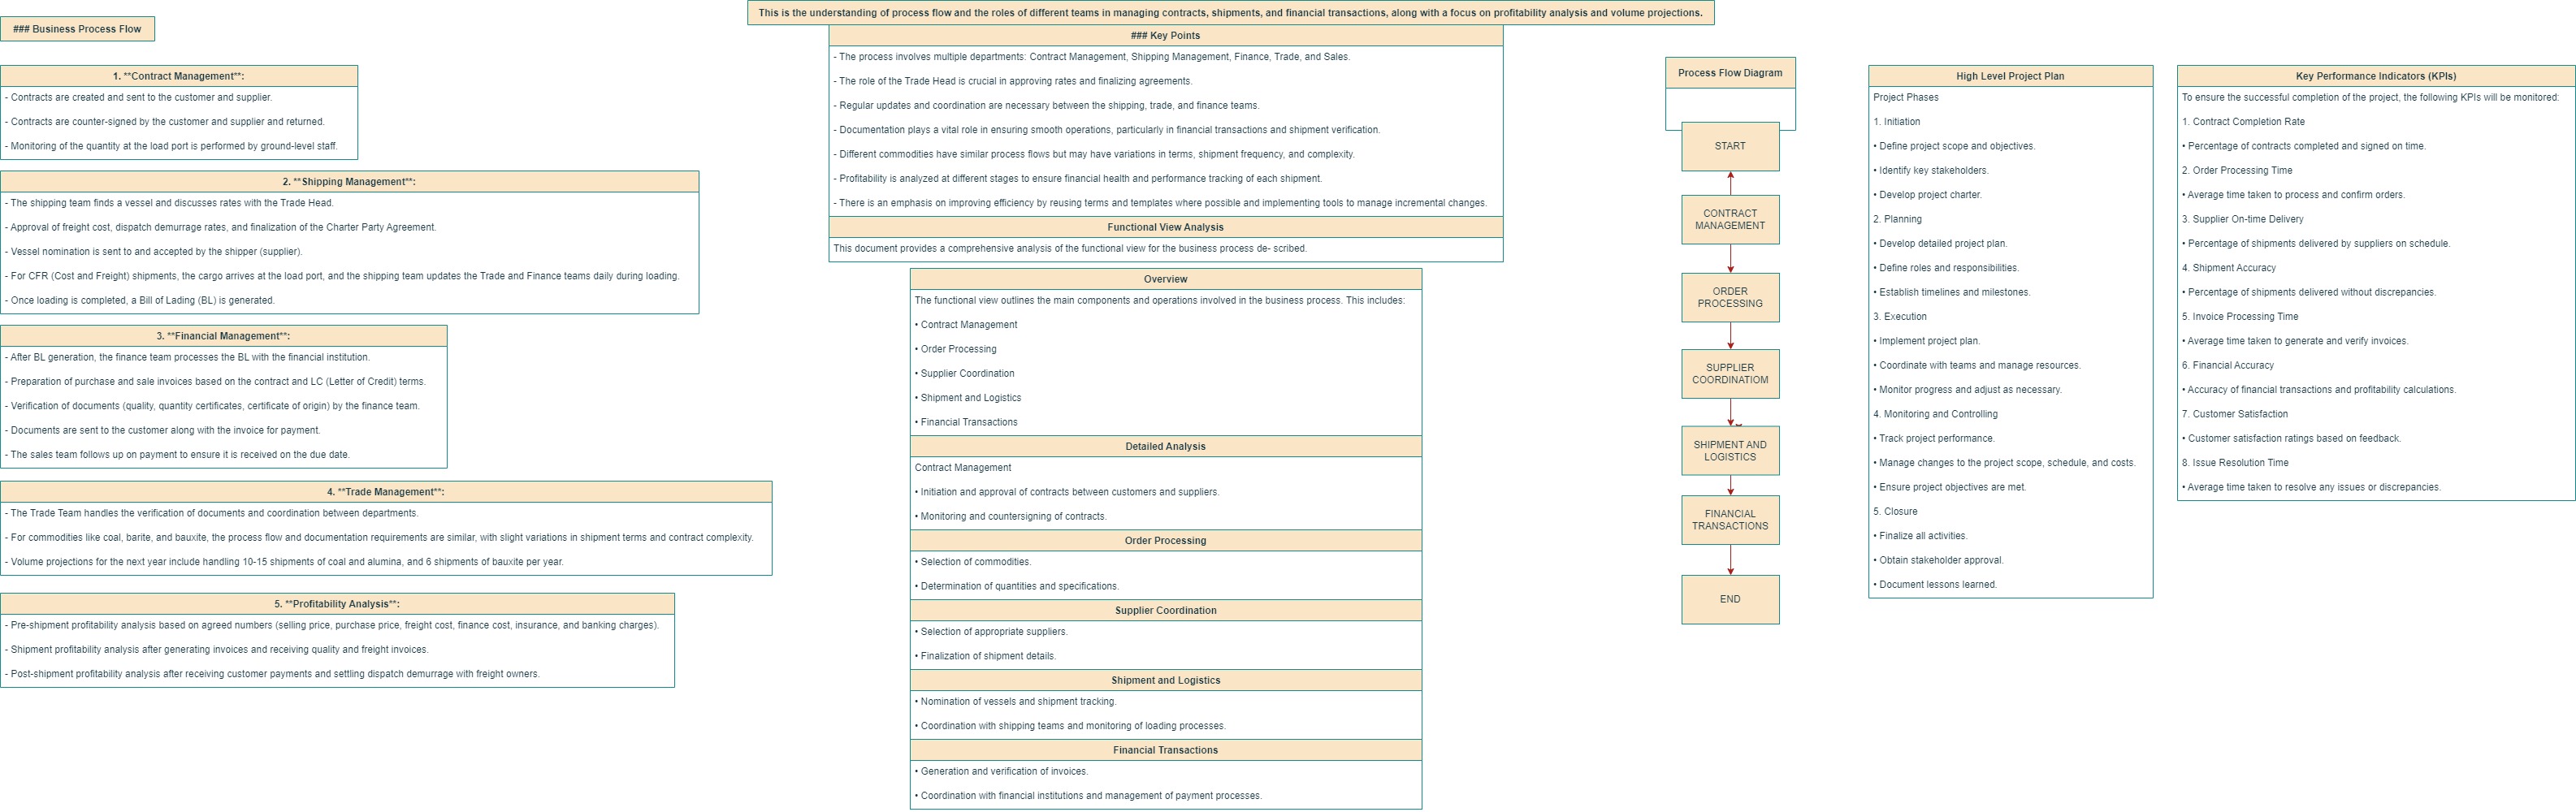 This is the understanding of process flow and the roles of different teams in managing contracts, shipments, and financial transactions, along with a focus on profitability analysis and volume projections.
### Business Process Flow
1. **Contract Management**:
- Contracts are created and sent to the customer and supplier.
- Contracts are counter-signed by the customer and supplier and returned.
- Monitoring of the quantity at the load port is performed by ground-level staff.
2. **Shipping Management**:
- The shipping team finds a vessel and discusses rates with the Trade Head.
- Approval of freight cost, dispatch demurrage rates, and finalization of the Charter Party Agreement.
- Vessel nomination is sent to and accepted by the shipper (supplier).
- For CFR (Cost and Freight) shipments, the cargo arrives at the load port, and the shipping team updates the Trade and Finance teams daily during loading.
- Once loading is completed, a Bill of Lading (BL) is generated.
3. **Financial Management**:
- After BL generation, the finance team processes the BL with the financial institution.
- Preparation of purchase and sale invoices based on the contract and LC (Letter of Credit) terms.
- Verification of documents (quality, quantity certificates, certificate of origin) by the finance team.
- Documents are sent to the customer along with the invoice for payment.
- The sales team follows up on payment to ensure it is received on the due date.
4. **Trade Management**:
- The Trade Team handles the verification of documents and coordination between departments.
- For commodities like coal, barite, and bauxite, the process flow and documentation requirements are similar, with slight variations in shipment terms and contract complexity.
- Volume projections for the next year include handling 10-15 shipments of coal and alumina, and 6 shipments of bauxite per year.
5. **Profitability Analysis**:
- Pre-shipment profitability analysis based on agreed numbers (selling price, purchase price, freight cost, finance cost, insurance, and banking charges).
- Shipment profitability analysis after generating invoices and receiving quality and freight invoices.
- Post-shipment profitability analysis after receiving customer payments and settling dispatch demurrage with freight owners.
### Key Points
- The process involves multiple departments: Contract Management, Shipping Management, Finance, Trade, and Sales.
- The role of the Trade Head is crucial in approving rates and finalizing agreements.
- Regular updates and coordination are necessary between the shipping, trade, and finance teams.
- Documentation plays a vital role in ensuring smooth operations, particularly in financial transactions and shipment verification.
- Different commodities have similar process flows but may have variations in terms, shipment frequency, and complexity.
- Profitability is analyzed at different stages to ensure financial health and performance tracking of each shipment.
- There is an emphasis on improving efficiency by reusing terms and templates where possible and implementing tools to manage incremental changes.
Functional View Analysis
This document provides a comprehensive analysis of the functional view for the business process de- scribed.
Overview
The functional view outlines the main components and operations involved in the business process. This includes:
• Contract Management
• Order Processing
• Supplier Coordination
• Shipment and Logistics
• Financial Transactions
Detailed Analysis
Contract Management
• Initiation and approval of contracts between customers and suppliers.
• Monitoring and countersigning of contracts.
Order Processing
• Selection of commodities.
• Determination of quantities and specifications.
Supplier Coordination
• Selection of appropriate suppliers.
• Finalization of shipment details.
Shipment and Logistics
• Nomination of vessels and shipment tracking.
• Coordination with shipping teams and monitoring of loading processes.
Financial Transactions
• Generation and verification of invoices.
• Coordination with financial institutions and management of payment processes.
Process Flow Diagram
START
CONTRACT
MANAGEMENT
ORDER
PROCESSING
SUPPLIER
COORDINATIOM
SHIPMENT AND
LOGISTICS
FINANCIAL
TRANSACTIONS
END
High Level Project Plan
Project Phases
1. Initiation
• Define project scope and objectives.
• Identify key stakeholders.
• Develop project charter.
2. Planning
• Develop detailed project plan.
• Define roles and responsibilities.
• Establish timelines and milestones.
3. Execution
• Implement project plan.
• Coordinate with teams and manage resources.
• Monitor progress and adjust as necessary.
4. Monitoring and Controlling
• Track project performance.
• Manage changes to the project scope, schedule, and costs.
• Ensure project objectives are met.
5. Closure
• Finalize all activities.
• Obtain stakeholder approval.
• Document lessons learned.
Key Performance Indicators (KPIs)
To ensure the successful completion of the project, the following KPIs will be monitored:
1. Contract Completion Rate
• Percentage of contracts completed and signed on time.
2. Order Processing Time
• Average time taken to process and confirm orders.
3. Supplier On-time Delivery
• Percentage of shipments delivered by suppliers on schedule.
4. Shipment Accuracy
• Percentage of shipments delivered without discrepancies.
5. Invoice Processing Time
• Average time taken to generate and verify invoices.
6. Financial Accuracy
• Accuracy of financial transactions and profitability calculations.
7. Customer Satisfaction
• Customer satisfaction ratings based on feedback.
8. Issue Resolution Time
• Average time taken to resolve any issues or discrepancies.